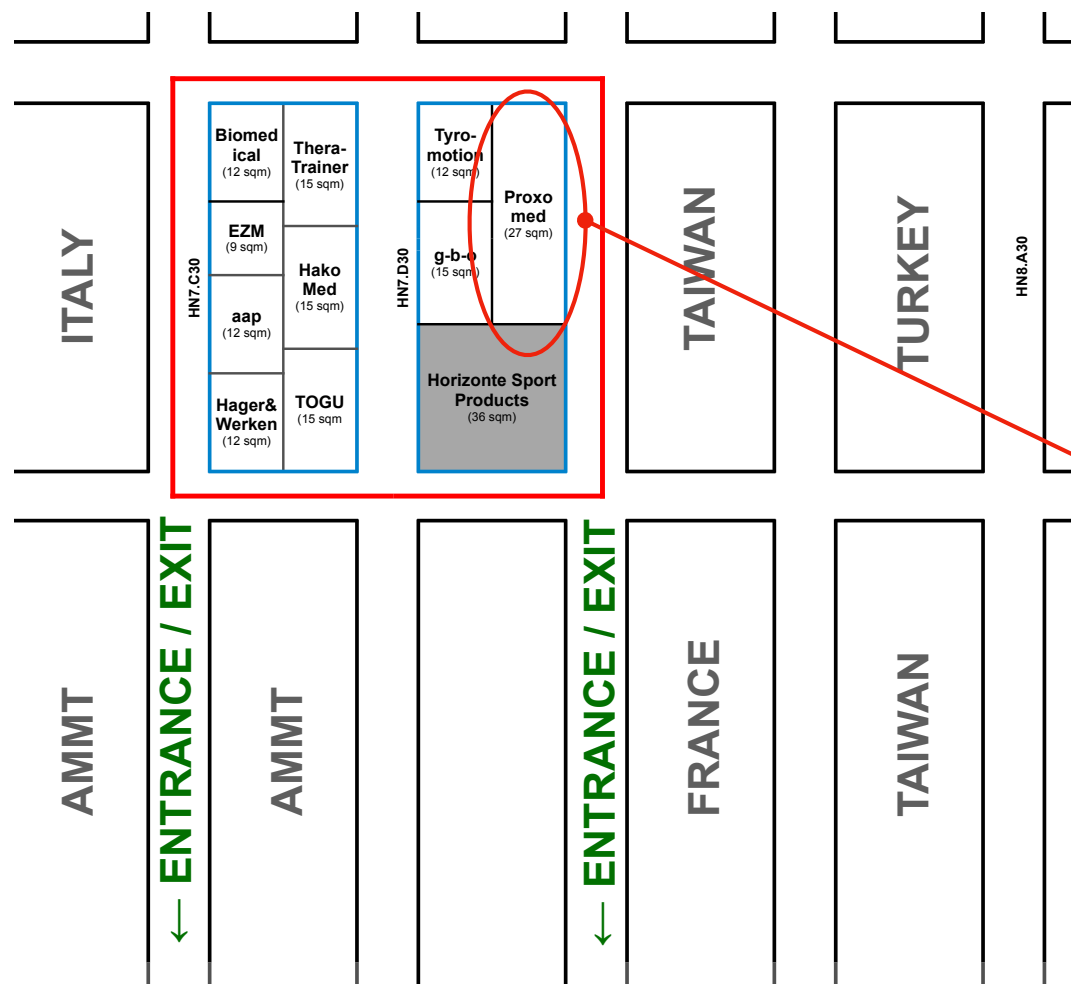 ITALY
HN7.C30
Biomed
ical
(12 sqm)
EZM
(9 sqm)
aap
(12 sqm)
Hager&
Werken
(12 sqm)
Thera-
Trainer
(15 sqm)
Hako
Med
(15 sqm)
TOGU
(15 sqm
HN7.D30
Tyro-
motion
(12 sqm)
g-b-o
(15 sqm)
Proxo
med
(27 sqm)
Horizonte Sport
Products
(36 sqm)
TAIWAN
TURKEY
HN8.A30
AMMT
← ENTRANCE / EXIT
AMMT
← ENTRANCE / EXIT
FRANCE
TAIWAN